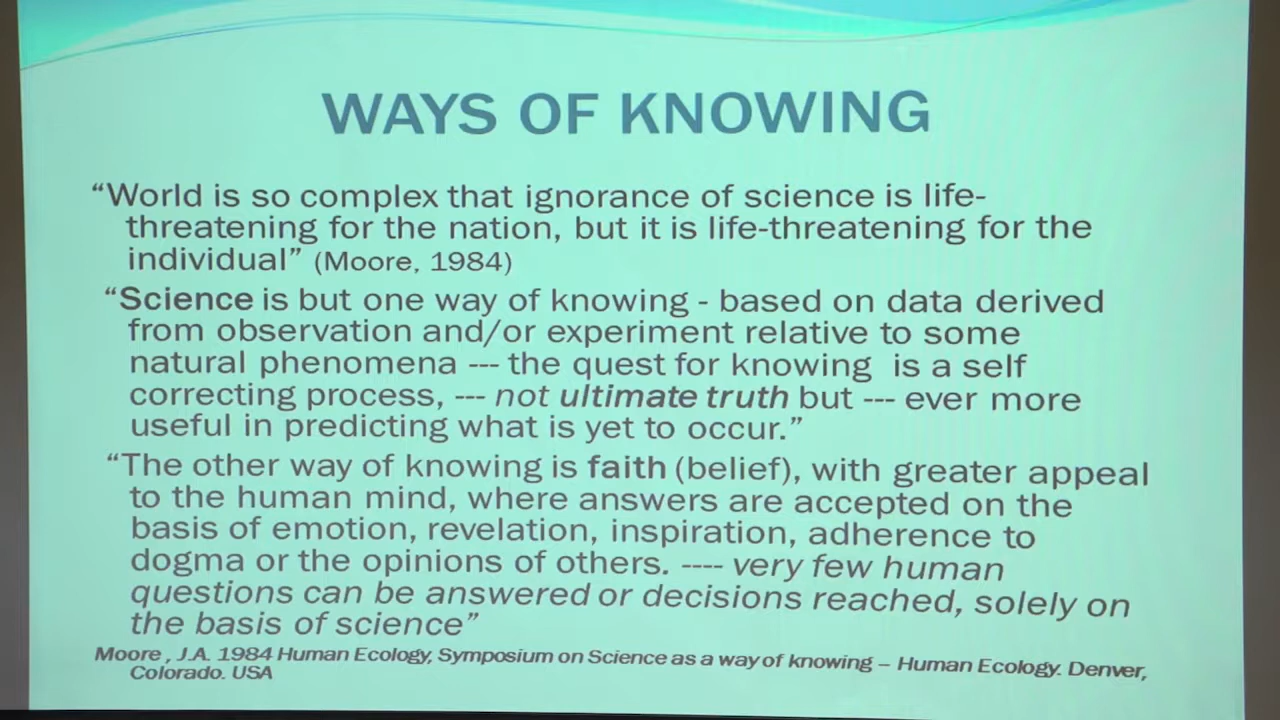 WAYS OF KNOWING
“World is so complex that ignorance of science is life-
threatening for the nation, but it is life-threatening for the
individual” (Moore, 1984)
“Science is but one way of knowing - based on data derived
from observation and/or experiment relative to some
natural phenomena --- the quest for knowing is a self
correcting process, --- not ultimate truth but --- ever more
useful in predicting what is yet to occur.”
“The other way of knowing is faith (belief), with greater appeal
to the human mind, where answers are accepted on the
basis of emotion, revelation, inspiration, adherence to
dogma or the opinions of others. ---- very few human
questions can be answered or decisions reached, solely on
the basis of science”
Moore , J.A. 1984 Human Ecology, Symposium on Science as a way of knowing – Human Ecology. Denver,
Colorado. USA